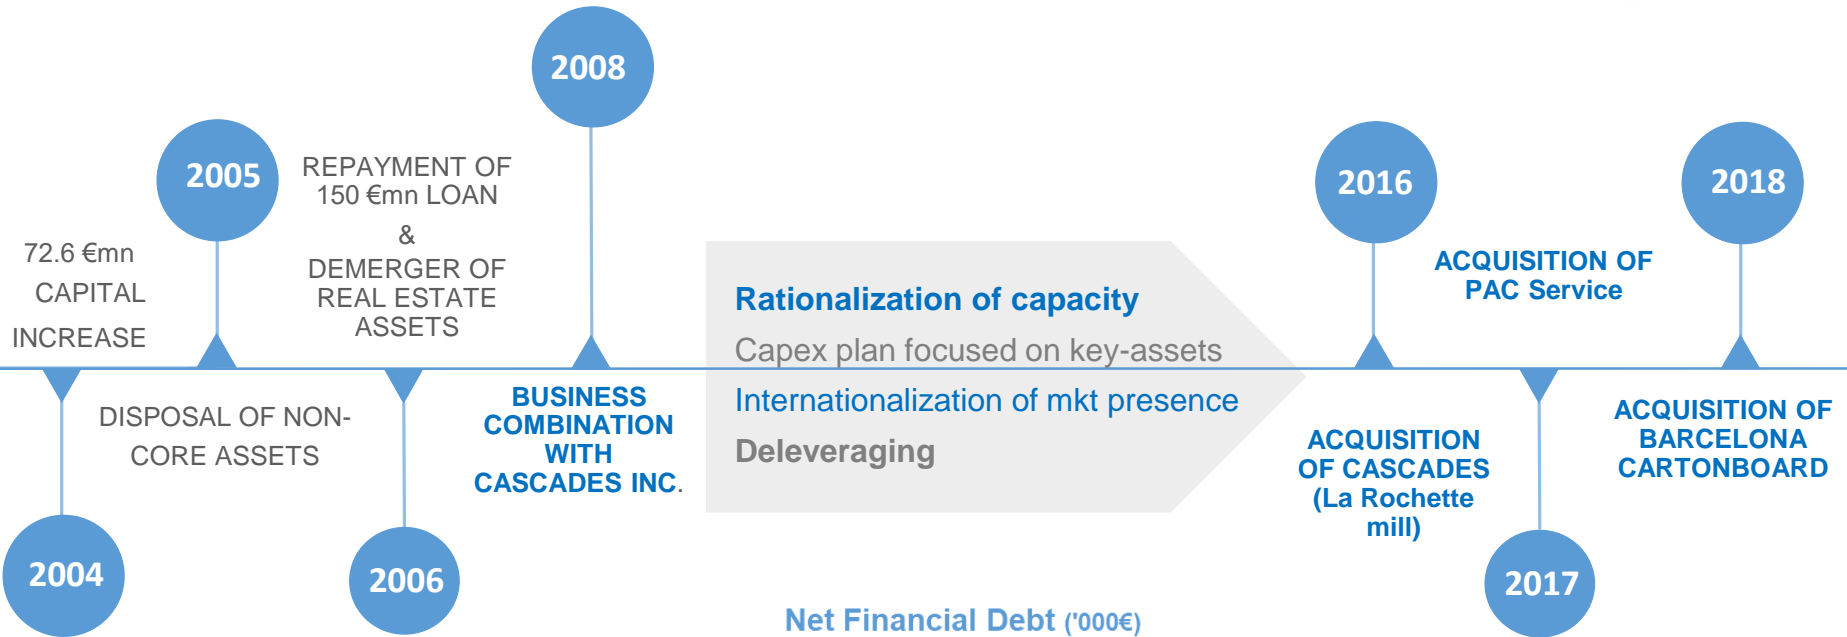 2004
72.6 €mn
CAPITAL
INCREASE
2005
DISPOSAL OF NON-
CORE ASSETS
2006
REPAYMENT OF
150 €mn LOAN
&
DEMERGER OF
REAL ESTATE
ASSETS
2008
BUSINESS
COMBINATION
WITH
CASCADES INC.
Rationalization of capacity
Capex plan focused on key-assets
Internationalization of mkt presence
Deleveraging
2016
ACQUISITION
OF CASCADES
(La Rochette
mill)
2017
ACQUISITION OF
PAC Service
2018
ACQUISITION OF
BARCELONA
CARTONBOARD
Net Financial Debt ('000€)